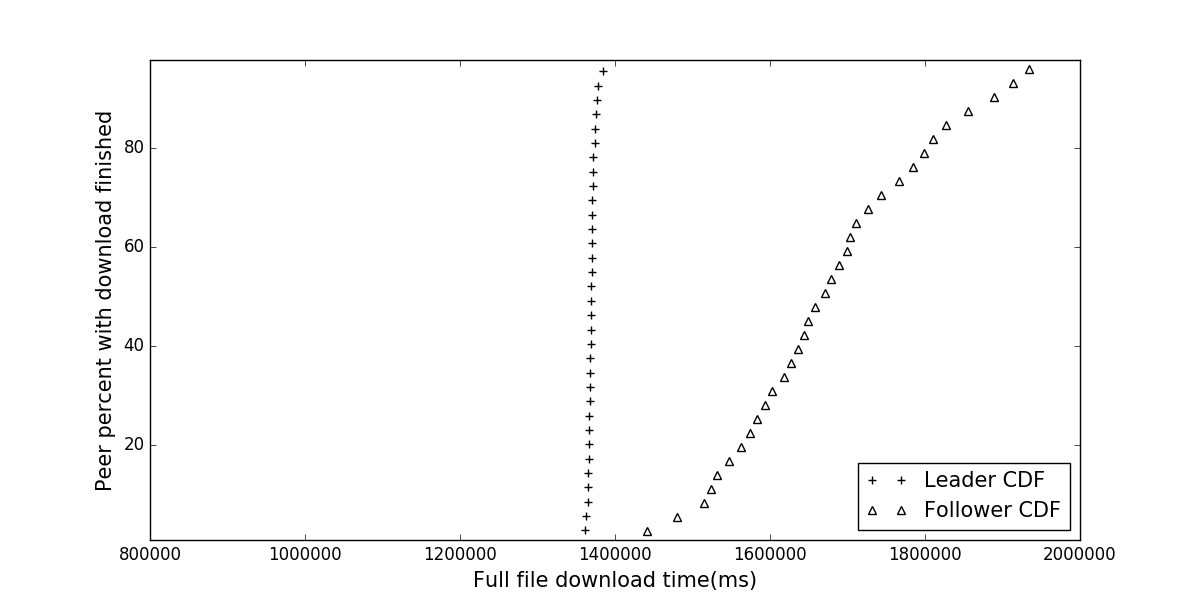 Peer percent with download finished
80
60
40
20
800000 1000000 1200000 1400000 1600000 1800000 2000000
Full file download time(ms)
Leader CDF
Follower CDF